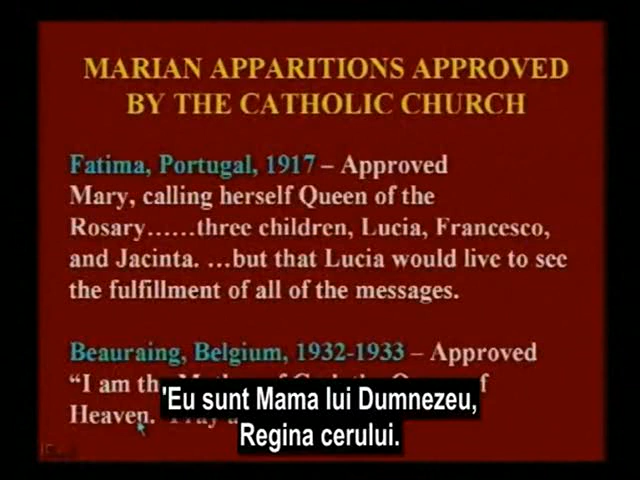 MARIAN APPARITIONS APPROVED
BY THE CATHOLIC CHURCH
Fatima, Portugal, 1917 – Approved
Mary, calling herself Queen of the
Rosary……three children, Lucia, Francesco,
and Jacinta. …but that Lucia would live to see
the fulfillment of all of the messages.
Beauraing, Belgium, 1932-1933 – Approved
“I am
Heaven.
'Eu sunt Mama lui Dumnezeu,
Regina cerului.